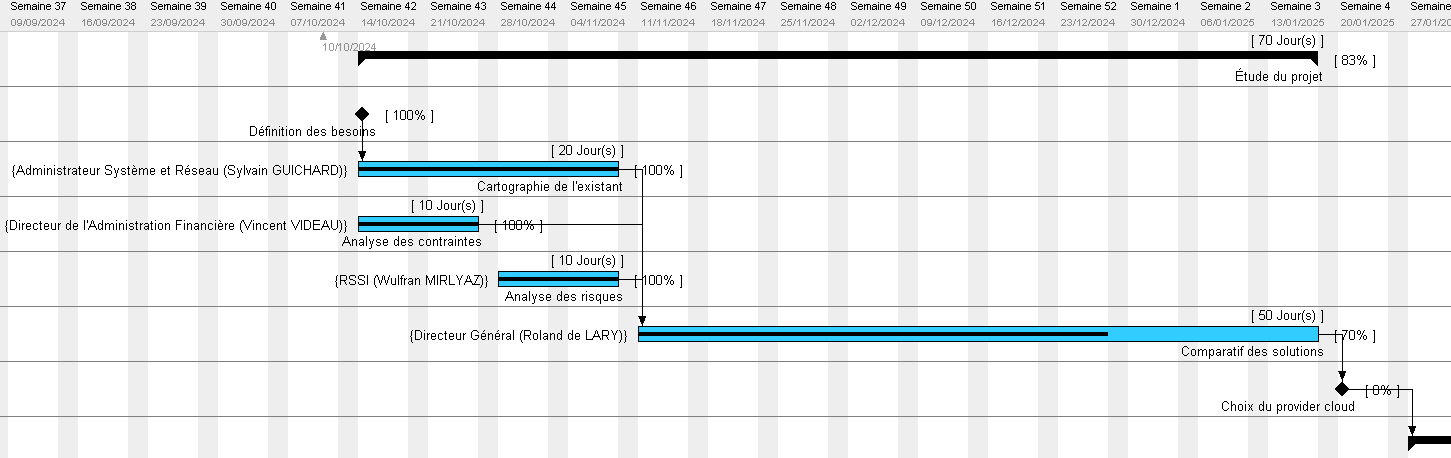 Semaine 37 Semaine 38 Semaine 39 Semaine 40 Semaine 41 Semaine 42 Semaine 43 Semaine 44 Semaine 45 Semaine 46 Semaine 47 Semaine 48 Semaine 49 Semaine 50 Semaine 51 Semaine 52 Semaine 1 Semaine 2 Semaine 3 Semaine 4 Semaine
09/09/2024 16/09/2024 23/09/2024 30/09/2024 07/10/2024 14/10/2024 21/10/2024 28/10/2024 04/11/2024 11/11/2024 18/11/2024 25/11/2024 02/12/2024 09/12/2024 16/12/2024 23/12/2024 30/12/2024 06/01/2025 13/01/2025 20/01/2025 27/01/20
10/10/2024
[ 70 Jour(s) ]
[ 83% ]
Étude du projet
[ 100% ]
Définition des besoins
[ 20 Jour(s) ]
{Administrateur Système et Réseau (Sylvain GUICHARD)} [ 100% ]
Cartographie de l'existant
[ 10 Jour(s) ]
{Directeur de l'Administration Financière (Vincent VIDEAU)} [ 100% ]
Analyse des contraintes
[ 10 Jour(s) ]
{RSSI (Wulfran MIRLYAZ)} [ 100% ]
Analyse des risques
[ 50 Jour(s) ]
{Directeur Général (Roland de LARY)} [ 70% ]
Comparatif des solutions
[ 0% ]
Choix du provider cloud